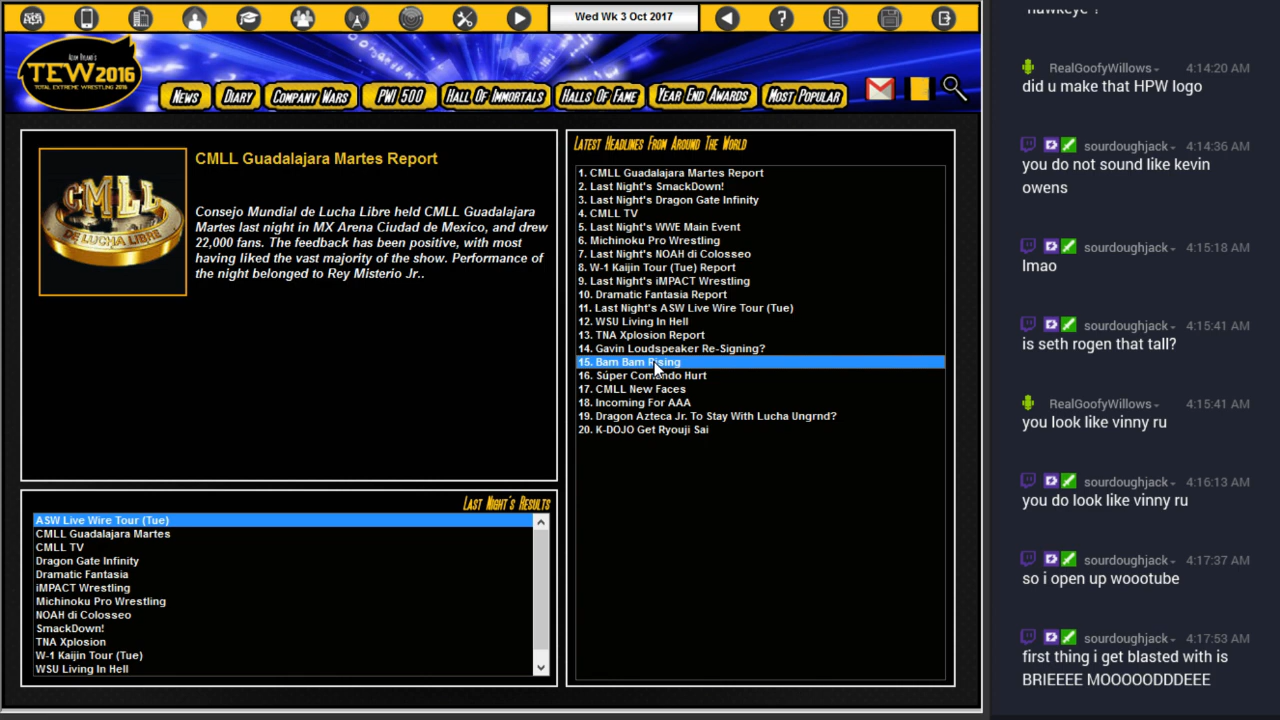 Wed Wk 3 Oct 2017
ADAM RYLAND'S
TEW2016
TOTAL EXTREME WRESTLING 2016
NEWS
DIARY
COMPANY WARS
PWI 500
HALL OF IMMORTALS
HALLS OF FAME
YEAR END AWARDS
MOST POPULAR
CMLL
DE LUCHA LIBRE
CMLL Guadalajara Martes Report
Consejo Mundial de Lucha Libre held CMLL Guadalajara
Martes last night in MX Arena Ciudad de Mexico, and drew
22,000 fans. The feedback has been positive, with most
having liked the vast majority of the show. Performance of
the night belonged to Rey Misterio Jr..
LAST NIGHT'S RESULTS
ASW Live Wire Tour (Tue)
CMLL Guadalajara Martes
CMLL TV
Dragon Gate Infinity
Dramatic Fantasia
iMPACT Wrestling
Michinoku Pro Wrestling
NOAH di Colosseo
SmackDown!
TNA Xplosion
W-1 Kaijin Tour (Tue)
WSU Living In Hell
LATEST HEADLINES FROM AROUND THE WORLD
1. CMLL Guadalajara Martes Report
2. Last Night's SmackDown!
3. Last Night's Dragon Gate Infinity
4. CMLL TV
5. Last Night's WWE Main Event
6. Michinoku Pro Wrestling
7. Last Night's NOAH di Colosseo
8. W-1 Kaijin Tour (Tue) Report
9. Last Night's iMPACT Wrestling
10. Dramatic Fantasia Report
11. Last Night's ASW Live Wire Tour (Tue)
12. WSU Living In Hell
13. TNA Xplosion Report
14. Gavin Loudspeaker Re-Signing?
15. Bam Bam Rising
16. Súper Comando Hurt
17. CMLL New Faces
18. Incoming For AAA
19. Dragon Azteca Jr. To Stay With Lucha Ungrnd?
20. K-DOJO Get Ryouji Sai
RealGoofyWillows 4:14:20 AM
did u make that HPW logo
sourdoughjack 4:14:36 AM
you do not sound like kevin
owens
sourdoughjack 4:15:18 AM
lmao
sourdoughjack 4:15:41 AM
is seth rogen that tall?
RealGoofyWillows 4:15:41 AM
you look like vinny ru
sourdoughjack 4:16:13 AM
you do look like vinny ru
sourdoughjack 4:17:37 AM
so i open up woootube
sourdoughjack 4:17:53 AM
first thing i get blasted with is
BRIEEEE MOOOOODDDEEE